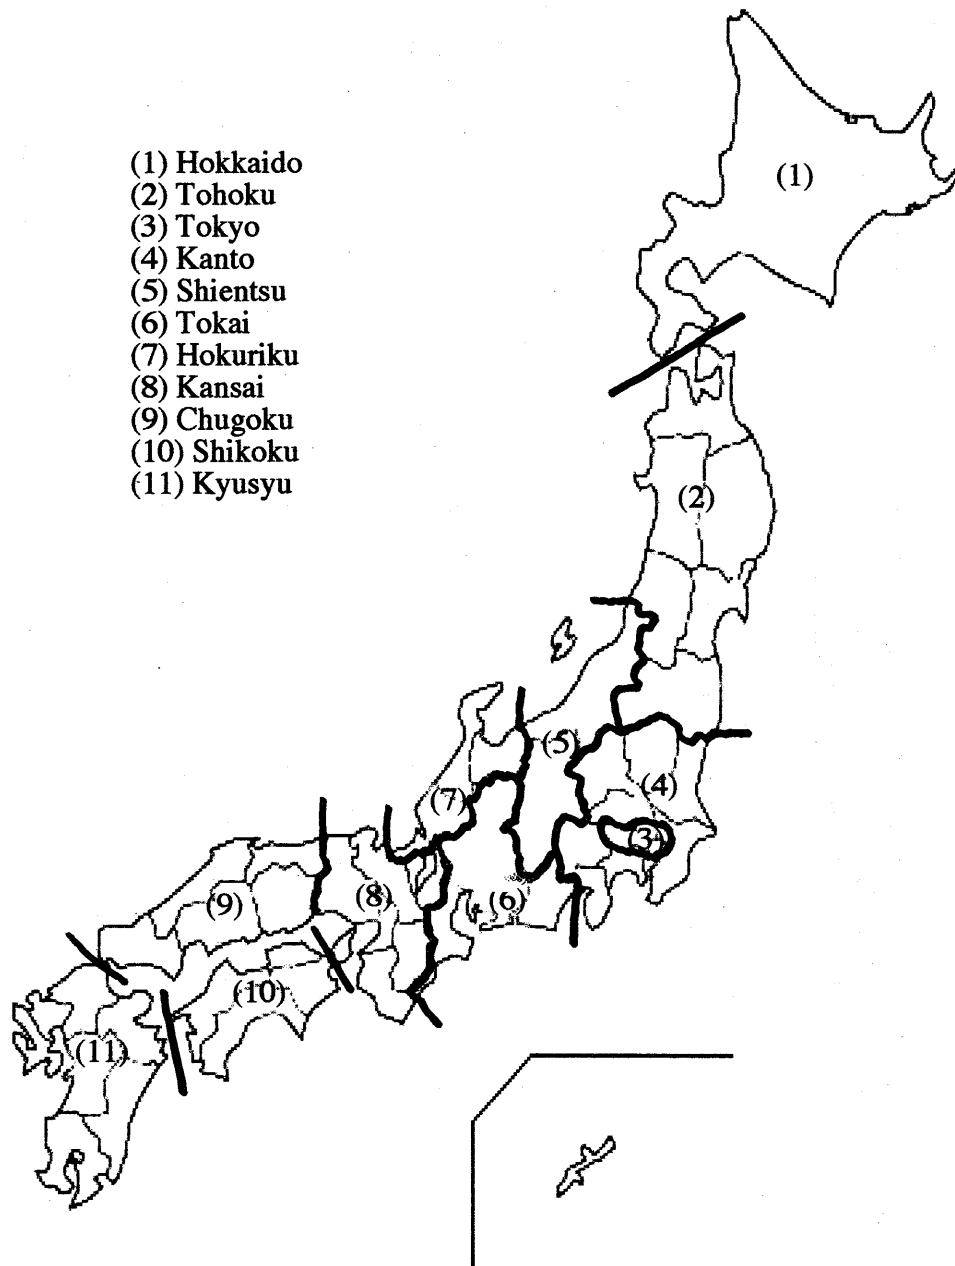 (1) Hokkaido
(2) Tohoku
(3) Tokyo
(4) Kanto
(5) Shientsu
(6) Tokai
(7) Hokuriku
(8) Kansai
(9) Chugoku
(10) Shikoku
(11) Kyusyu
(1)
(2)
(5)
(4)
(7)
(3)
(8)
(6)
(9)
(10)
(11)